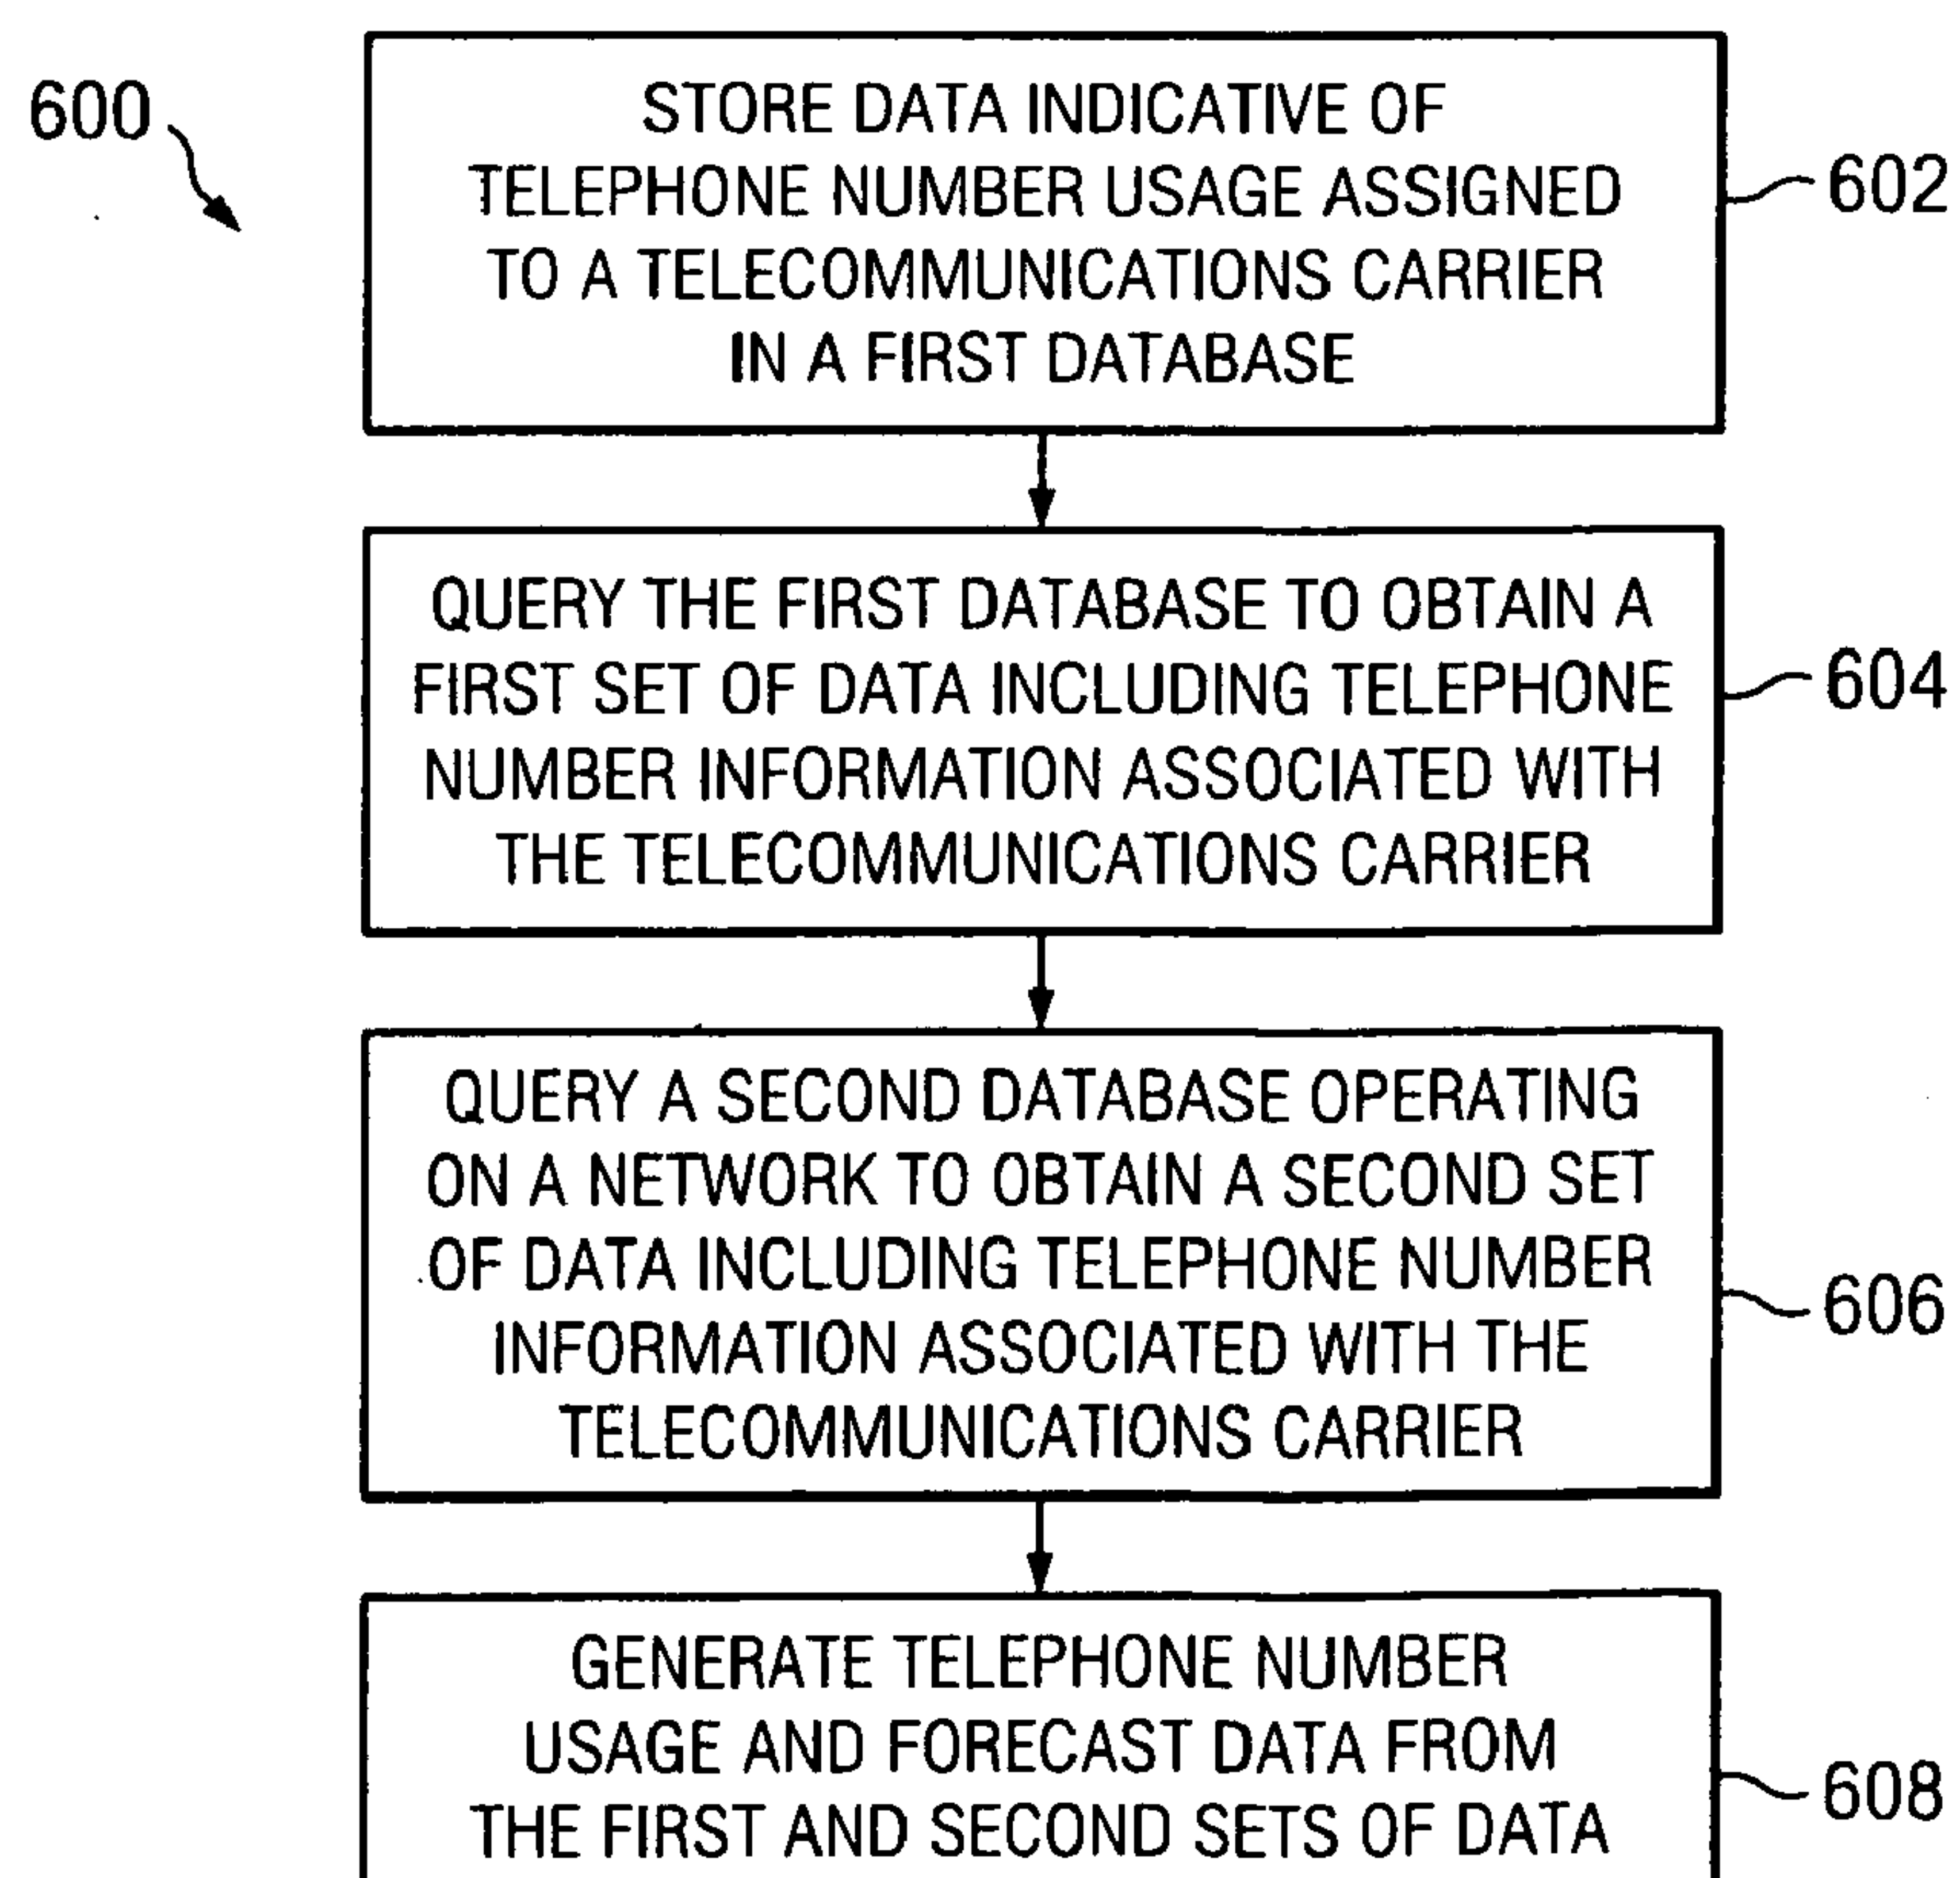 600
STORE DATA INDICATIVE OF
TELEPHONE NUMBER USAGE ASSIGNED
TO A TELECOMMUNICATIONS CARRIER
IN A FIRST DATABASE
602
QUERY THE FIRST DATABASE TO OBTAIN A
FIRST SET OF DATA INCLUDING TELEPHONE
NUMBER INFORMATION ASSOCIATED WITH
THE TELECOMMUNICATIONS CARRIER
604
QUERY A SECOND DATABASE OPERATING
ON A NETWORK TO OBTAIN A SECOND SET
OF DATA INCLUDING TELEPHONE NUMBER
INFORMATION ASSOCIATED WITH THE
TELECOMMUNICATIONS CARRIER
606
GENERATE TELEPHONE NUMBER
USAGE AND FORECAST DATA FROM
THE FIRST AND SECOND SETS OF DATA
608